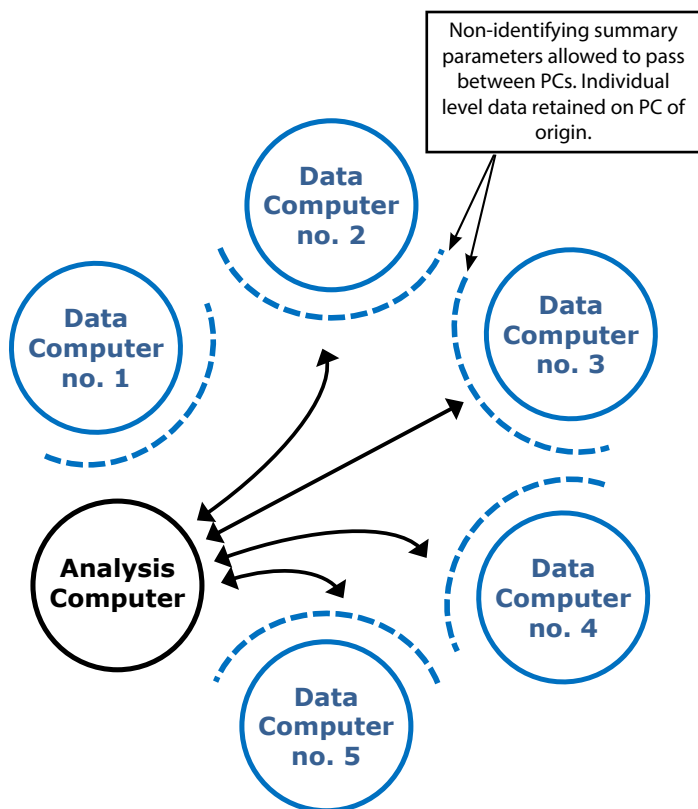 Non-identifying summary
parameters allowed to pass
between PCs. Individual
level data retained on PC of
origin.
Data
Computer
no. 2
Data
Computer
no. 1
Data
Computer
no. 3
Analysis
Computer
Data
Computer
no. 4
Data
Computer
no. 5